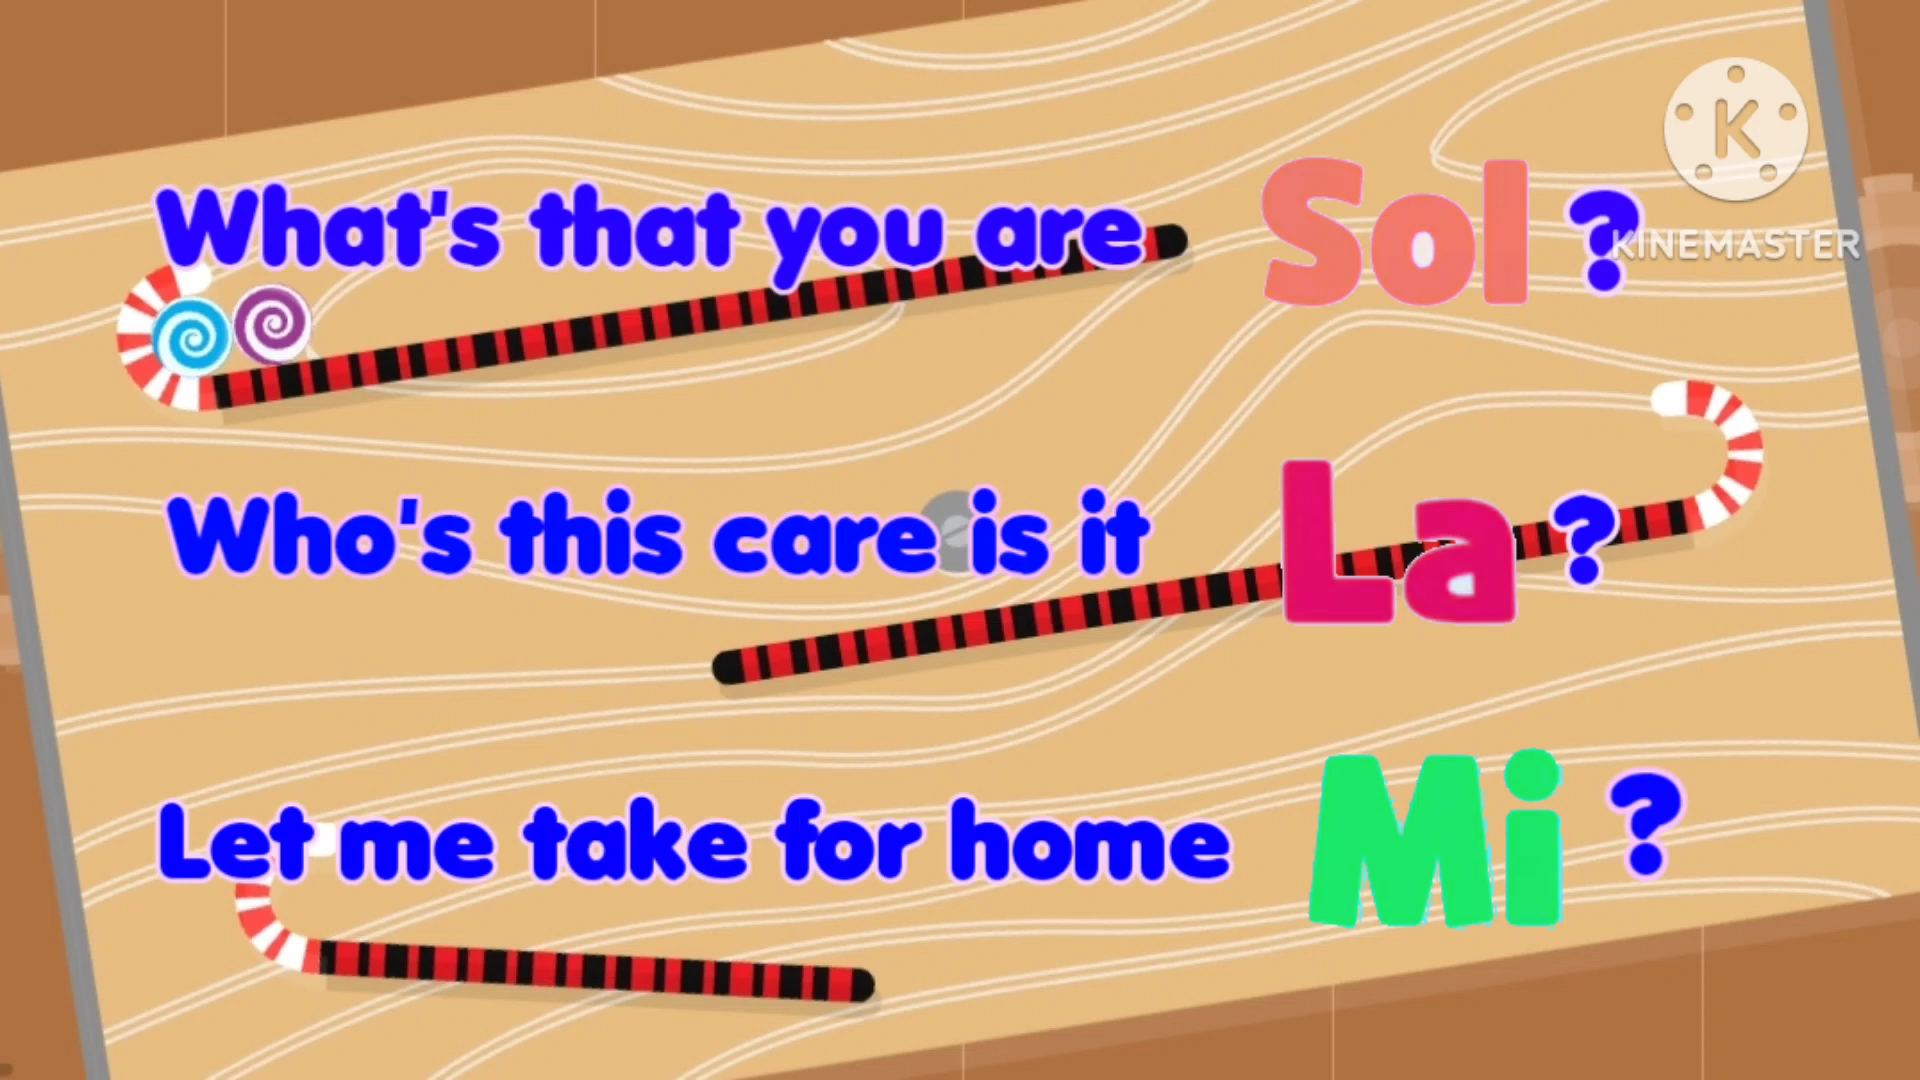 What's that you are Sol ?
K
KINEMASTER
Who's this care is it La ?
Let me take for home Mi ?